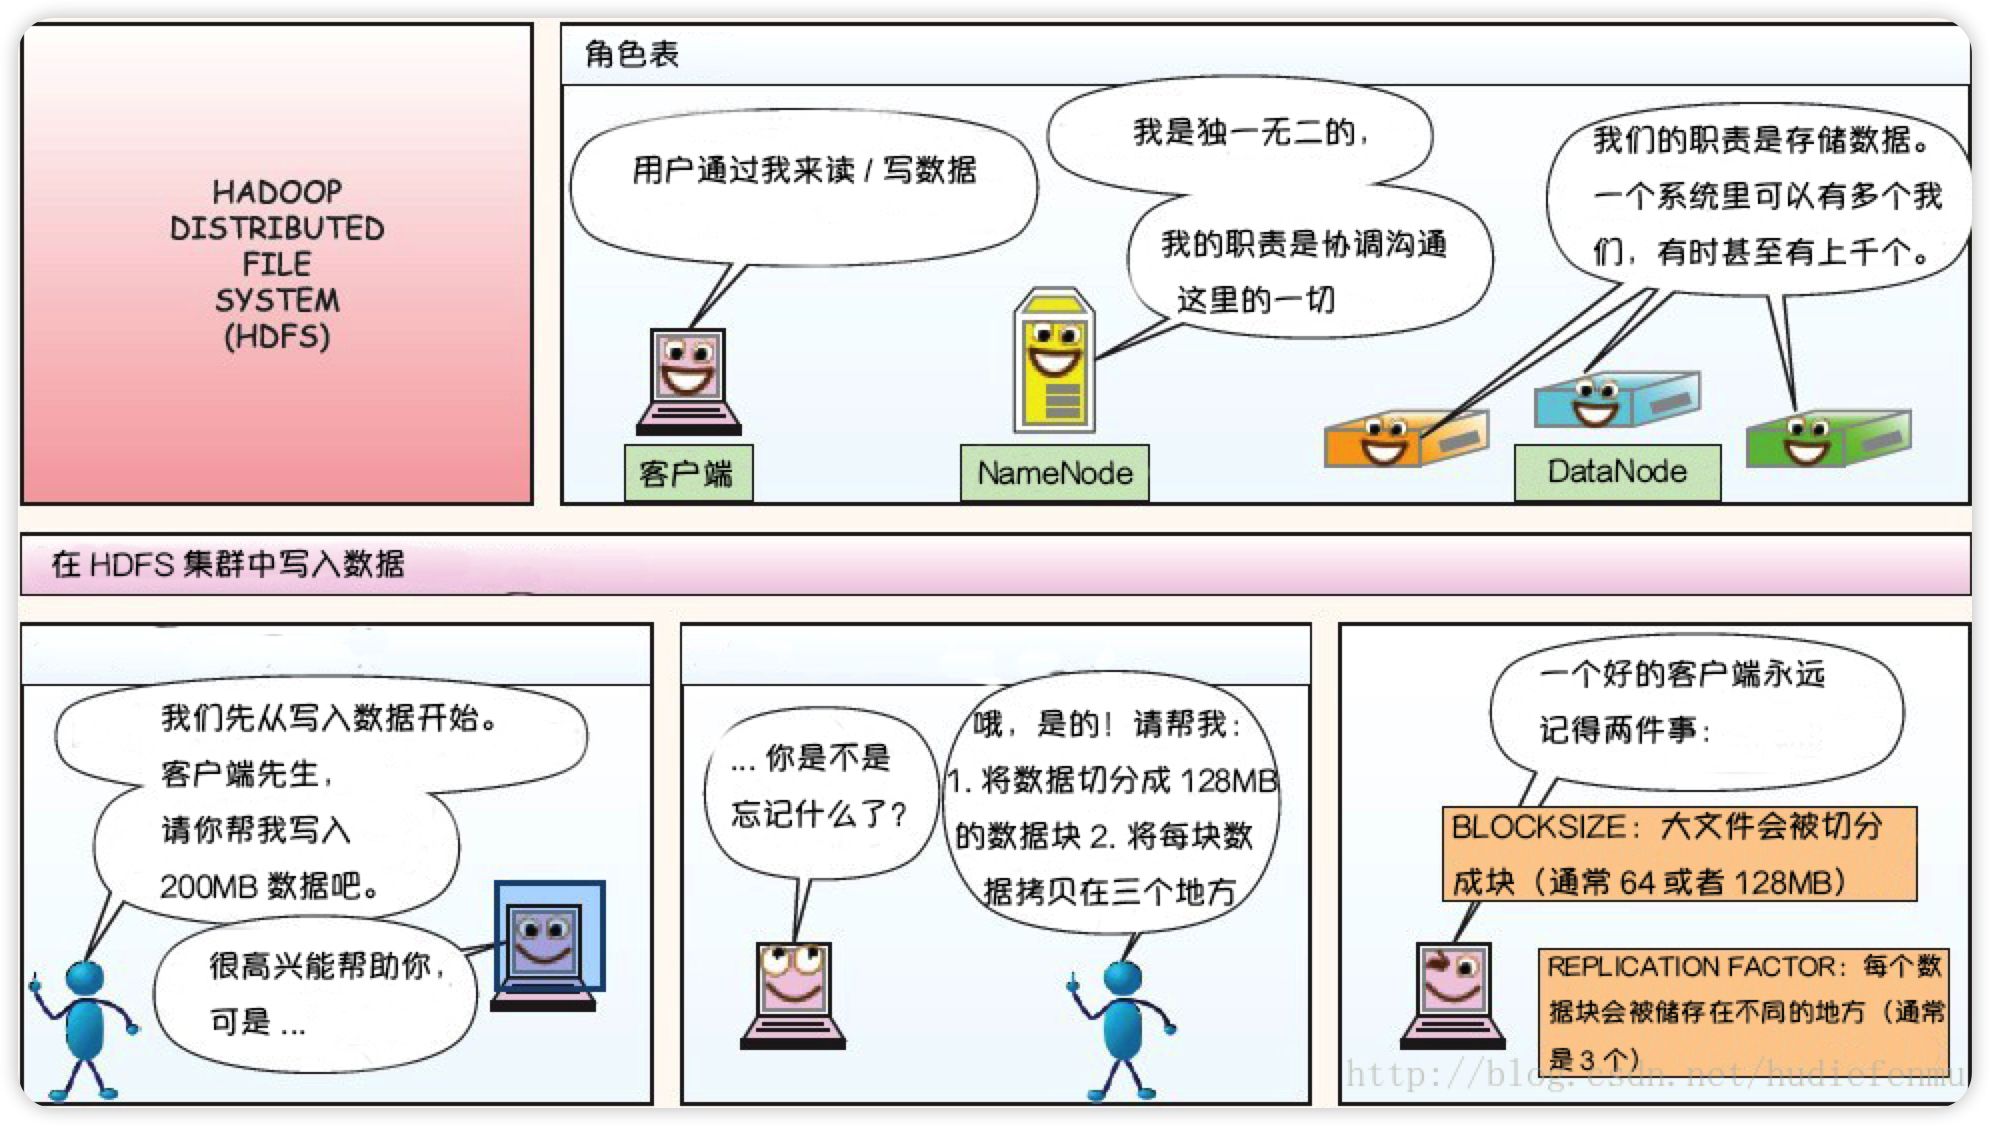 HADOOP
DISTRIBUTED
FILE
SYSTEM
(HDFS)
角色表
用户通过我来读 / 写数据
我是独一无二的，
我的职责是协调沟通
这里的一切
我们的职责是存储数据。
一个系统里可以有多个我
们，有时甚至有上千个。
客户端
NameNode
DataNode
在 HDFS 集群中写入数据
我们先从写入数据开始。
客户端先生，
请你帮我写入
200MB 数据吧。
很高兴能帮助你，
可是 ...
... 你是不是
忘记什么了？
哦，是的！请帮我：
1. 将数据切分成 128MB
的数据块 2. 将每块数
据拷贝在三个地方
一个好的客户端永远
记得两件事：
BLOCKSIZE：大文件会被切分
成块（通常 64 或者 128MB）
REPLICATION FACTOR：每个数
据块会被储存在不同的地方（通常
是 3 个）
http://blog.csdn.net/hudiefenmu